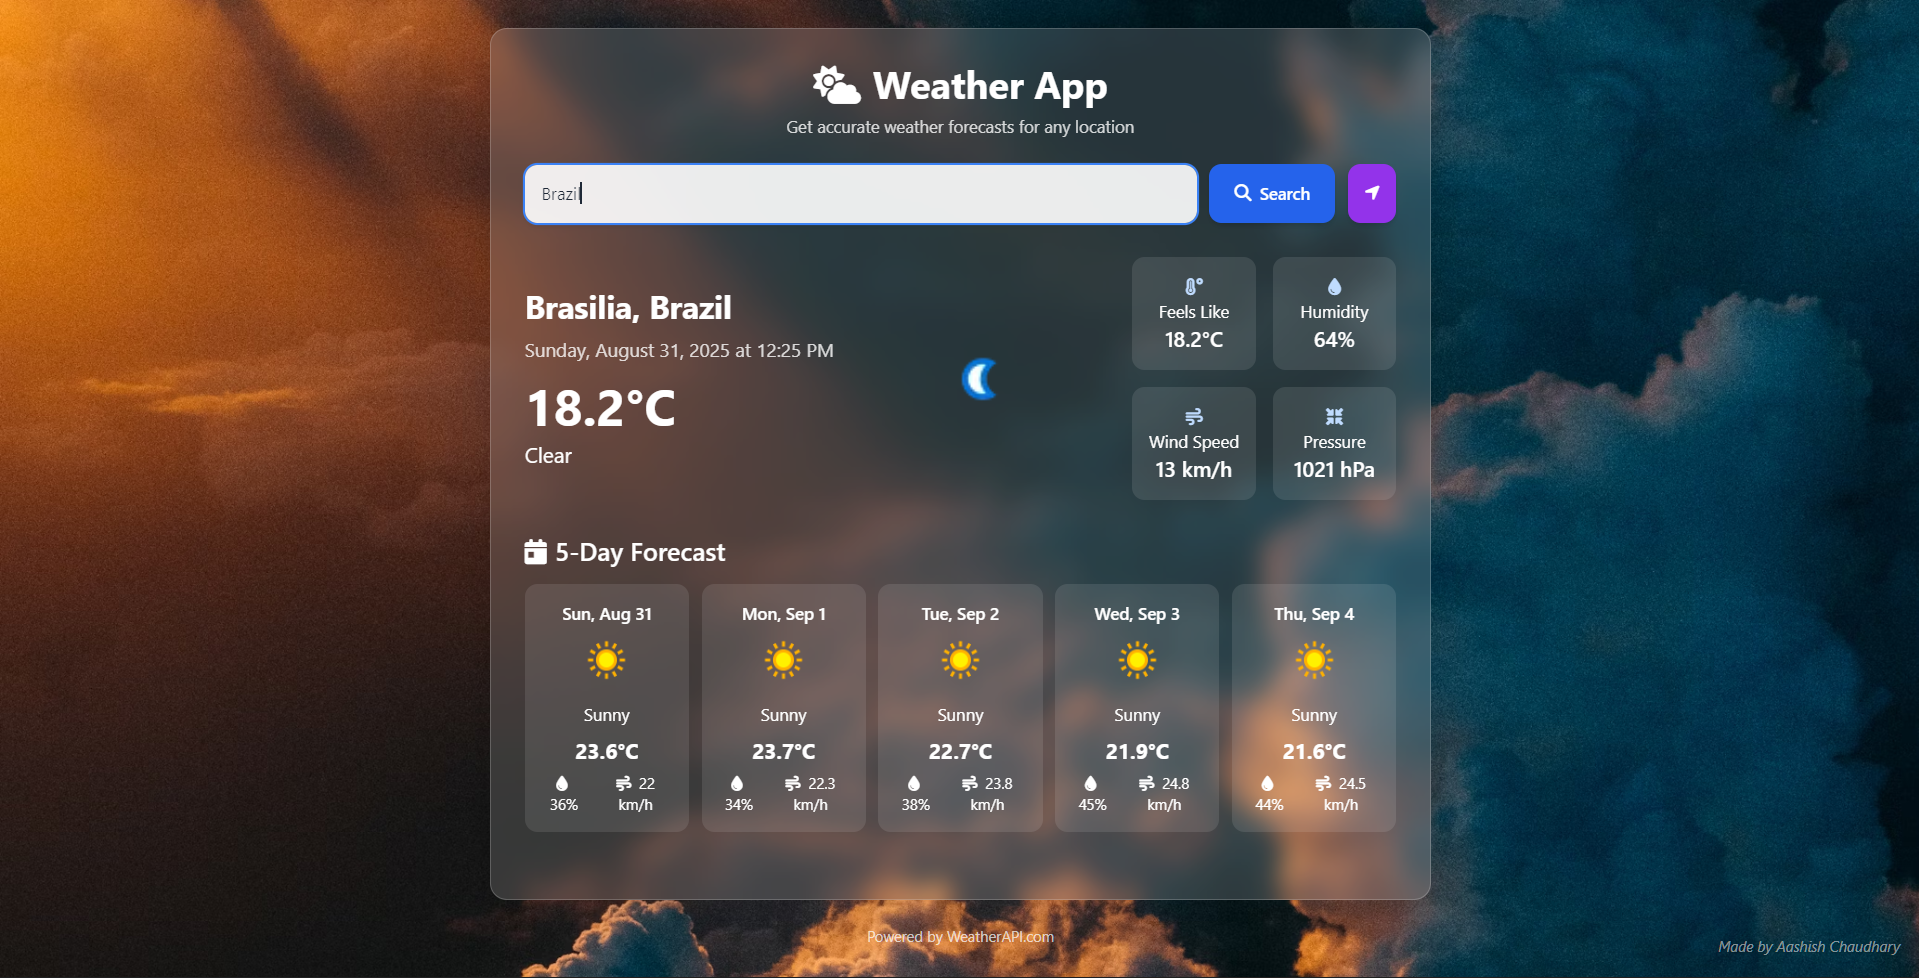 Weather App
Get accurate weather forecasts for any location
Brazil
Search
Brasilia, Brazil
Sunday, August 31, 2025 at 12:25 PM
18.2°C
Clear
Feels Like
18.2°C
Humidity
64%
Wind Speed
13 km/h
Pressure
1021 hPa
5-Day Forecast
Sun, Aug 31
Sunny
23.6°C
36%
22
km/h
Mon, Sep 1
Sunny
23.7°C
34%
22.3
km/h
Tue, Sep 2
Sunny
22.7°C
38%
23.8
km/h
Wed, Sep 3
Sunny
21.9°C
45%
24.8
km/h
Thu, Sep 4
Sunny
21.6°C
44%
24.5
km/h
Powered by WeatherAPI.com
Made by Aashish Chaudhary